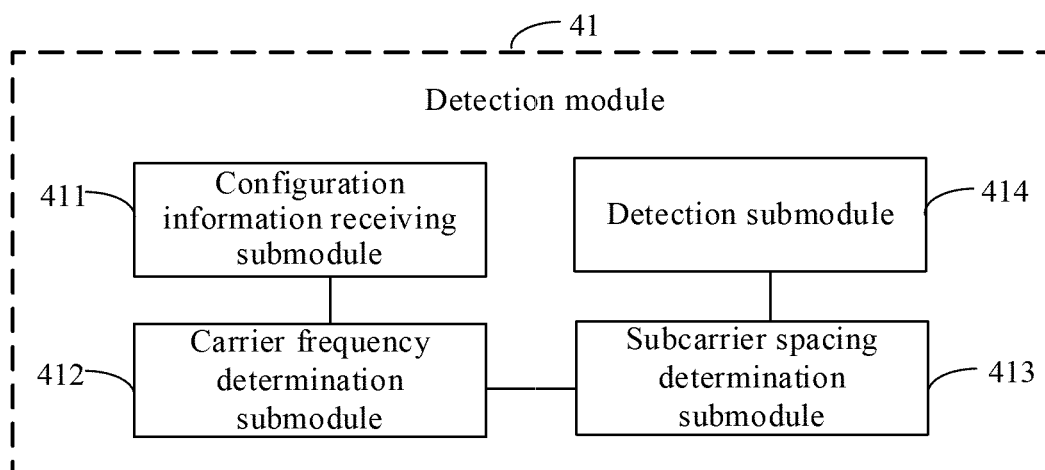 41
Detection module
411
Configuration
information receiving
submodule
Detection submodule
414
412
Carrier frequency
determination
submodule
Subcarrier spacing
determination
submodule
413